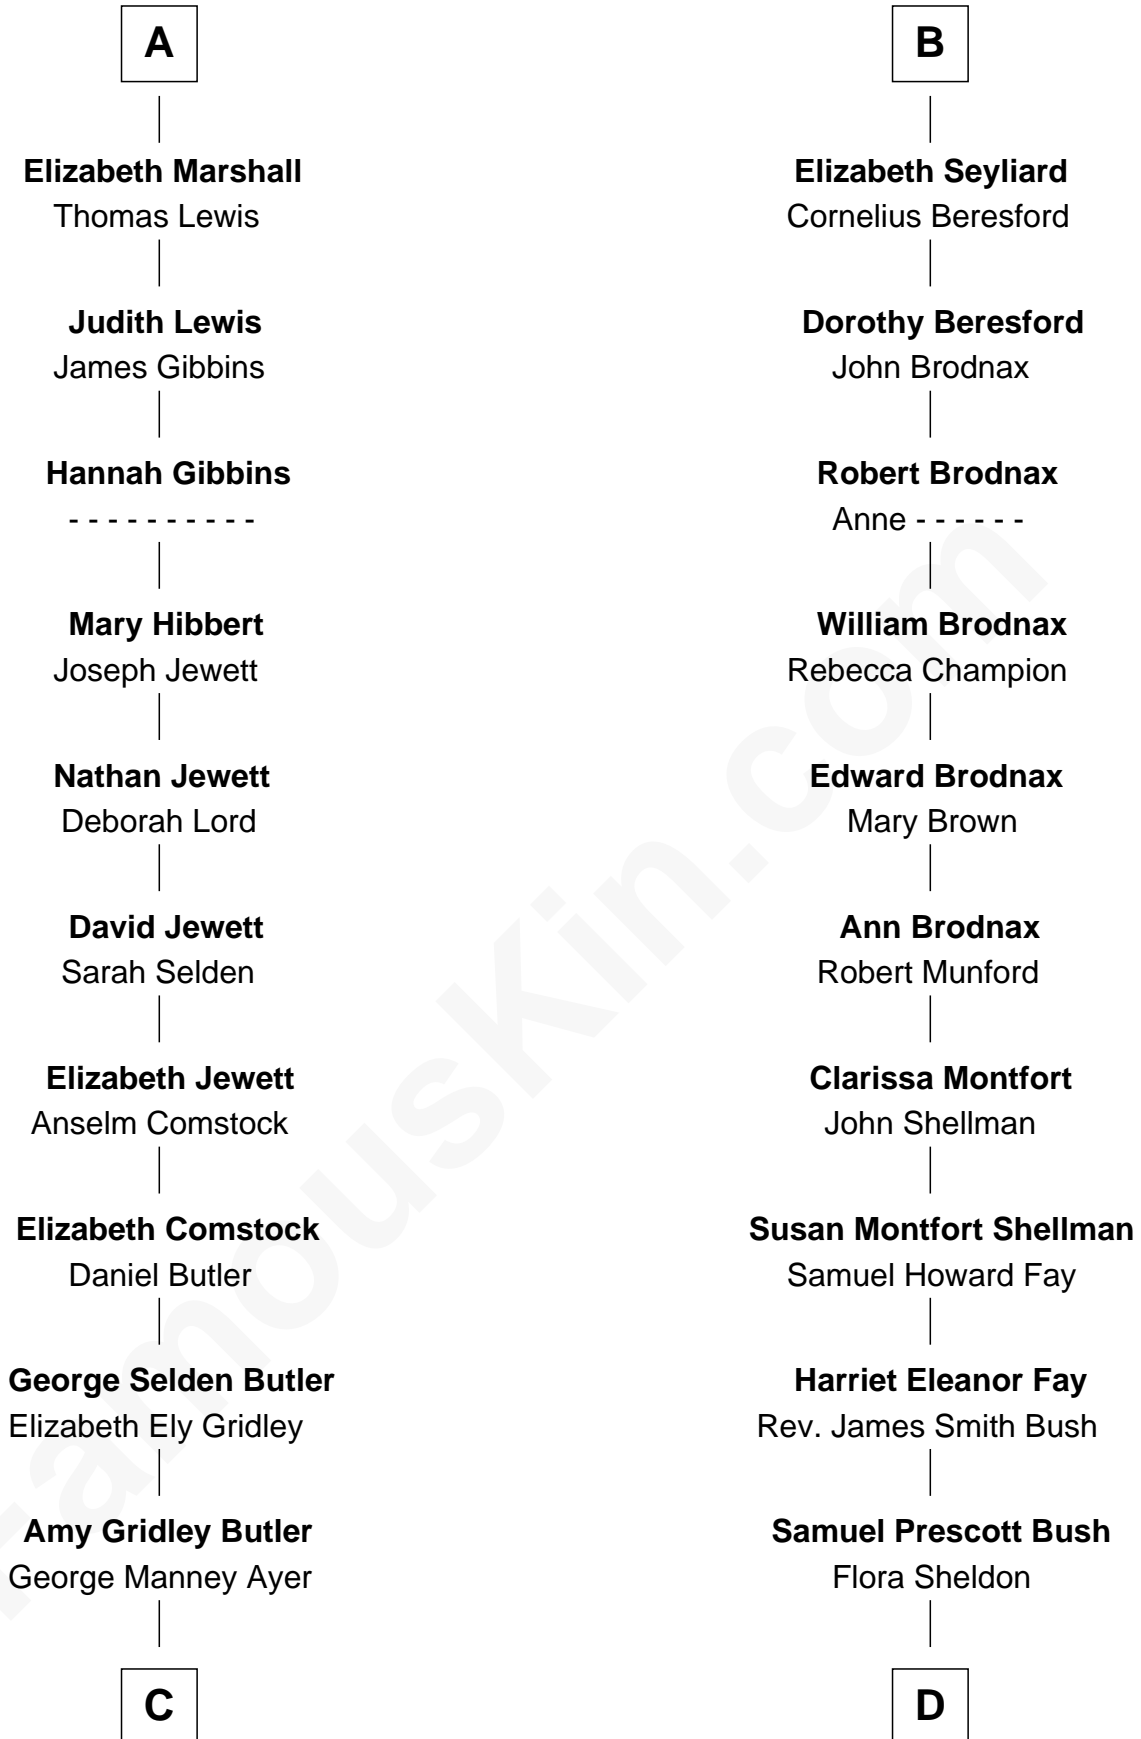 A
Elizabeth Marshall
Thomas Lewis
Judith Lewis
James Gibbins
Hannah Gibbins
- - - - - - - - - -
Mary Hibbert
Joseph Jewett
Nathan Jewett
Deborah Lord
David Jewett
Sarah Selden
Elizabeth Jewett
Anselm Comstock
Elizabeth Comstock
Daniel Butler
George Selden Butler
Elizabeth Ely Gridley
Amy Gridley Butler
George Manney Ayer
C
B
Elizabeth Seyliard
Cornelius Beresford
Dorothy Beresford
John Brodnax
Robert Brodnax
Anne - - - - - -
William Brodnax
Rebecca Champion
Edward Brodnax
Mary Brown
Ann Brodnax
Robert Munford
Clarissa Montfort
John Shellman
Susan Montfort Shellman
Samuel Howard Fay
Harriet Eleanor Fay
Rev. James Smith Bush
Samuel Prescott Bush
Flora Sheldon
D
FamousKin.com